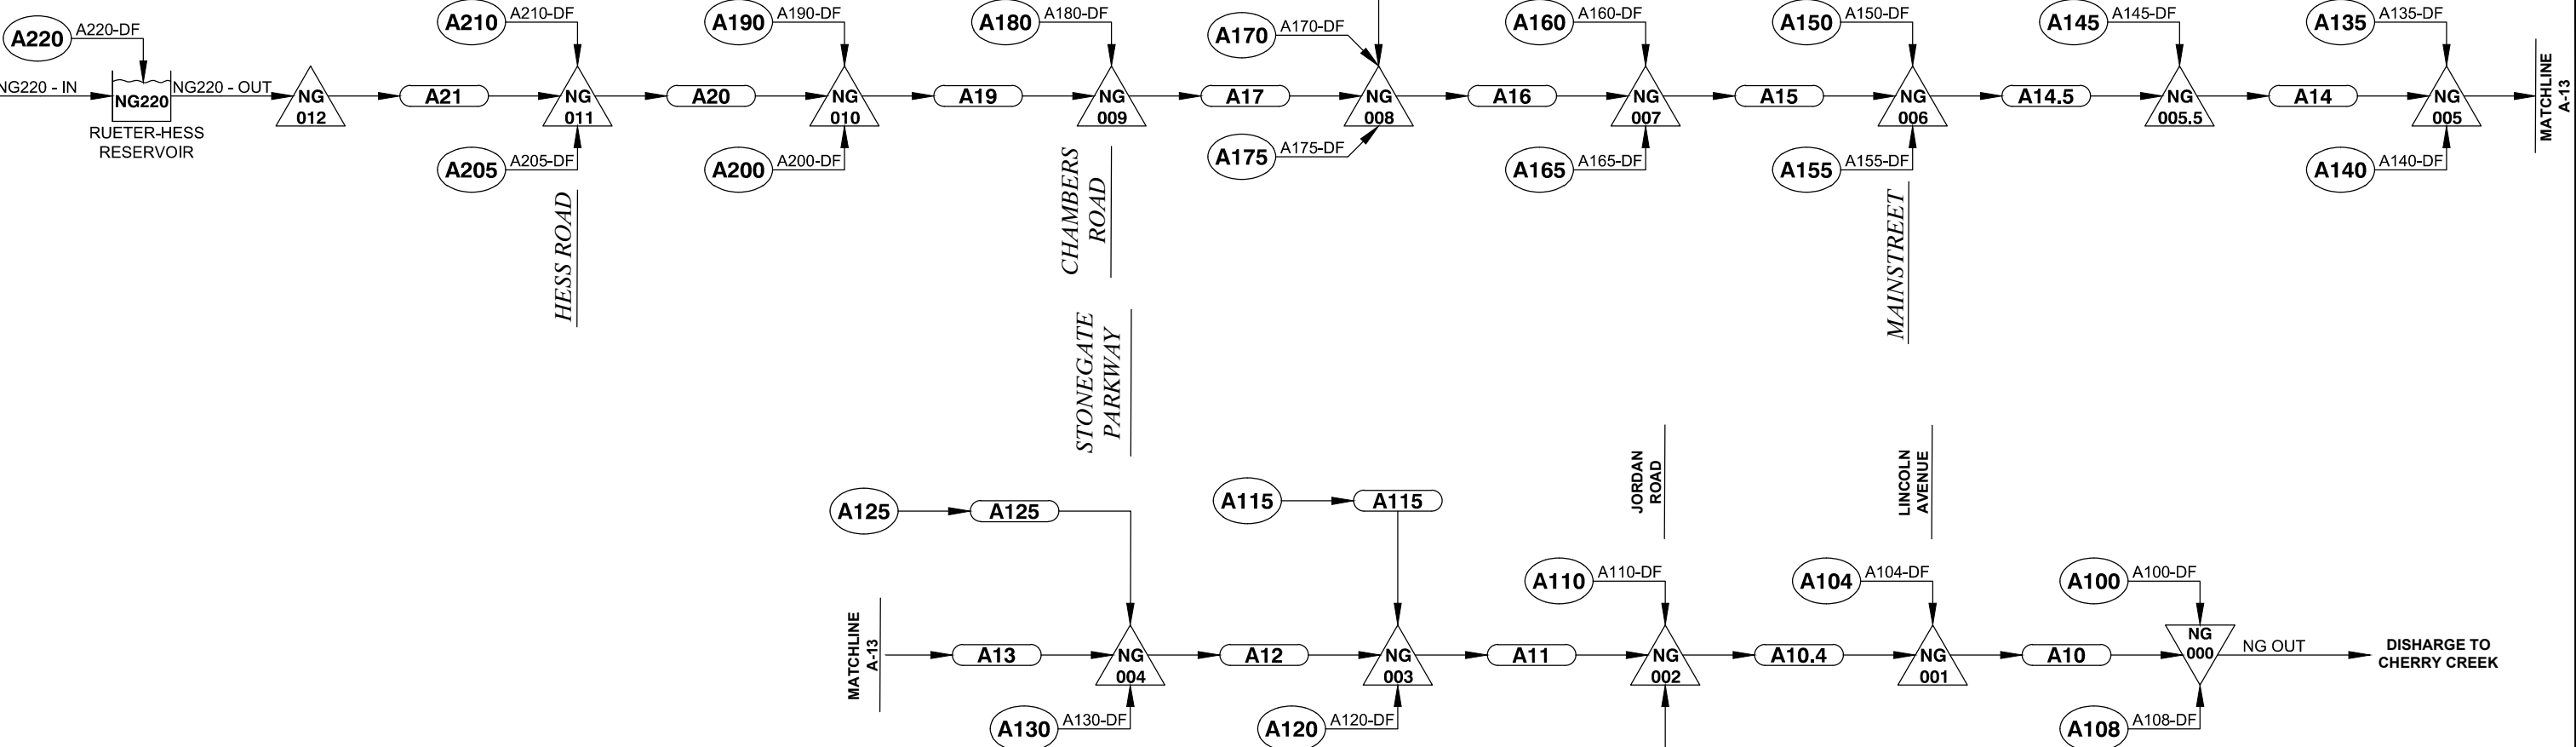 A210
A210-DF
A190
A190-DF
A180
A180-DF
A170
A170-DF
A160
A160-DF
A150
A150-DF
A145
A145-DF
A135
A135-DF
A220
A220-DF
NG220 - IN
NG220
NG220 - OUT
RUETER-HESS
RESERVOIR
NG
012
A21
NG
011
A20
NG
010
A19
NG
009
A17
NG
008
A16
NG
007
A15
NG
006
A14.5
NG
005.5
A14
NG
005
MATCHLINE
A-13
A205
A205-DF
A200
A200-DF
A175
A175-DF
A165
A165-DF
A155
A155-DF
A140
A140-DF
HESS ROAD
CHAMBERS
ROAD
MAINSTREET
STONEGATE
PARKWAY
JORDAN
ROAD
LINCOLN
AVENUE
A125
A125
A115
A115
A110
A110-DF
A104
A104-DF
A100
A100-DF
MATCHLINE
A-13
A13
NG
004
A12
NG
003
A11
NG
002
A10.4
NG
001
A10
NG
000
NG OUT
DISHARGE TO
CHERRY CREEK
A130
A130-DF
A120
A120-DF
A108
A108-DF